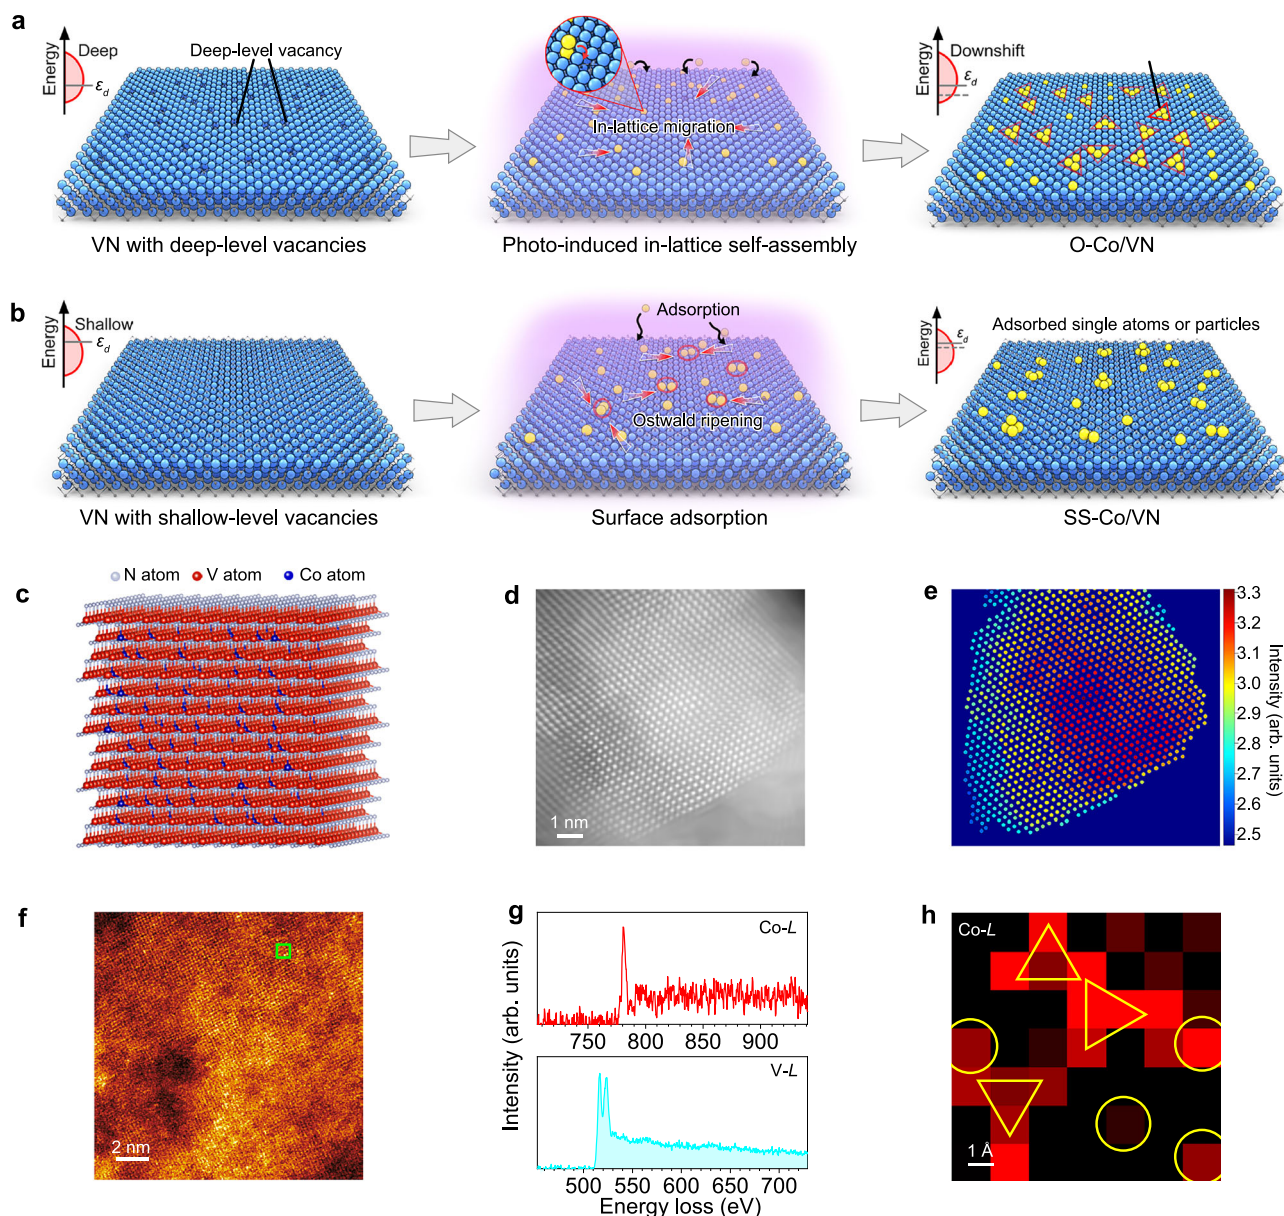 a
Energy
Deep
εd
Deep-level vacancy
In-lattice migration
Energy
Downshift
εd
VN with deep-level vacancies
Photo-induced in-lattice self-assembly
O-Co/VN
b
Energy
Shallow
εd
Adsorption
Ostwald ripening
Energy
εd
Adsorbed single atoms or particles
VN with shallow-level vacancies
Surface adsorption
SS-Co/VN
c
N atom V atom Co atom
d
1 nm
e
3.3
3.2
3.1
3.0
2.9
2.8
2.7
2.6
2.5
Intensity (arb. units)
f
2 nm
g
Co-L
750 800 850 900
V-L
500 550 600 650 700
Energy loss (eV)
Intensity (arb. units)
h
Co-L
1 Å